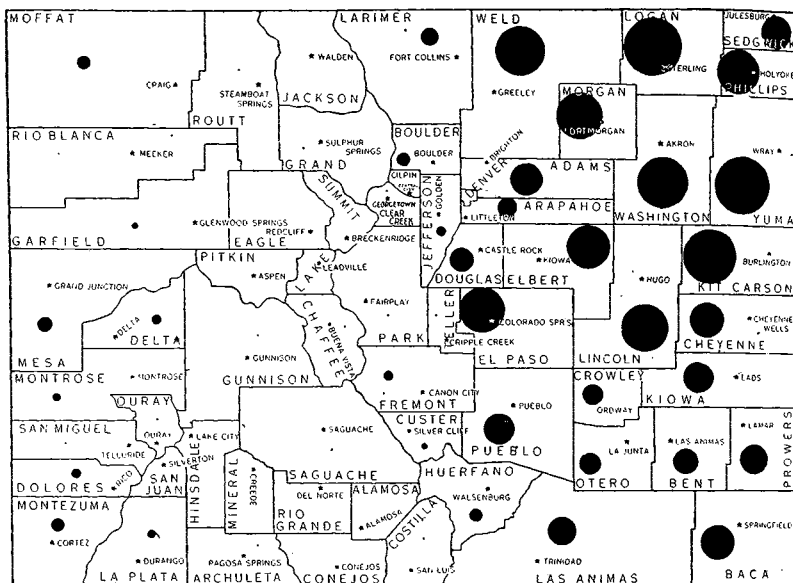 MOFFAT
LARIMER
WELD
LOGAN
JULESBURG
SEDGWICK
WALDEN
FORT COLLINS
STERLING
HOLYOKE
PHILLIPS
CRAIG
STEAMBOAT
SPRINGS
JACKSON
GREELEY
MORGAN
ROUTT
FORT MORGAN
RIO BLANCA
BOULDER
AKRON
MEEKER
SULPHUR
SPRINGS
BOULDER
BRIGHTON
WRAY
GRAND
GILPIN
ADAMS
SUMMIT
DENVER
GEORGETOWN
CLEAR
CREEK
JEFFERSON
GOLDEN
ARAPAHOE
WASHINGTON
YUMA
GLENWOOD SPRINGS
REDCLIFF
LITTLETON
GARFIELD
EAGLE
BRECKENRIDGE
CASTLE ROCK
KIOWA
BURLINGTON
PITKIN
LAKE
LEADVILLE
DOUGLAS
ELBERT
HUGO
KIT CARSON
GRAND JUNCTION
ASPEN
FAIRPLAY
TELLER
COLORADO SPRS.
CHEYENNE
WELLS
DELTA
DELTA
CHAFFEE
BUENA VISTA
PARK
CRIPPLE CREEK
CHEYENNE
MESA
GUNNISON
EL PASO
LINCOLN
MONTROSE
MONTROSE
GUNNISON
CROWLEY
KIOWA
EADS
OURAY
CANON CITY
FREMONT
ORDWAY
SAN MIGUEL
OURAY
LAKE CITY
SAGUACHE
CUSTER
SILVER CLIFF
PUEBLO
PUEBLO
LA JUNTA
LAS ANIMAS
LAMAR
PROWERS
TELLURIDE
SILVERTON
DOLORES
RICO
SAN
JUAN
HINSDALE
MINERAL
CREEDE
SAGUACHE
HUERFANO
OTERO
BENT
MONTEZUMA
DEL NORTE
ALAMOSA
WALSENBURG
RIO
GRANDE
ALAMOSA
COSTILLA
CORTEZ
DURANGO
PAGOSA SPRINGS
CONEJOS
SAN LUIS
TRINIDAD
SPRINGFIELD
LA PLATA
ARCHULETA
CONEJOS
LAS ANIMAS
BACA